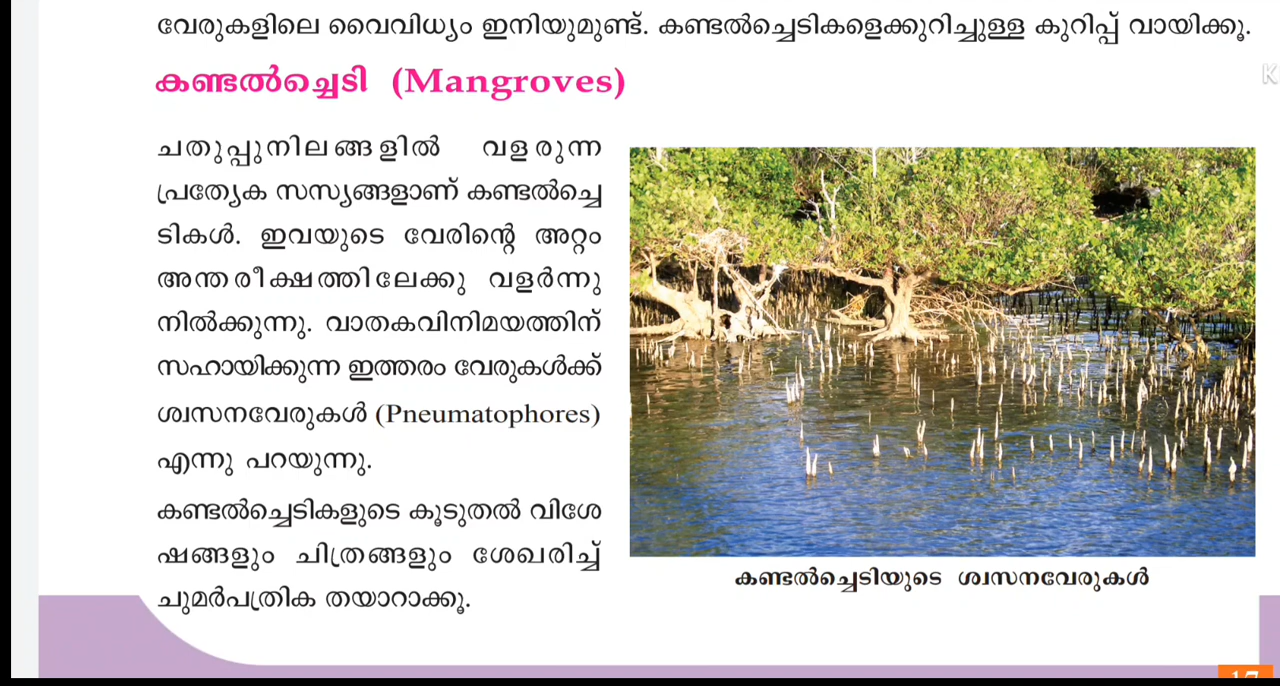 വേരുകളിലെ വൈവിധ്യം ഇനിയുമുണ്ട്. കണ്ടൽച്ചെടികളെക്കുറിച്ചുള്ള കുറിപ്പ് വായിക്കൂ.
കണ്ടൽച്ചെടി (Mangroves)
ചതുപ്പുനിലങ്ങളിൽ വളരുന്ന
പ്രത്യേക സസ്യങ്ങളാണ് കണ്ടൽച്ചെ
ടികൾ. ഇവയുടെ വേരിന്റെ അറ്റം
അന്തരീക്ഷത്തിലേക്കു വളർന്നു
നിൽക്കുന്നു. വാതകവിനിമയത്തിന്
സഹായിക്കുന്ന ഇത്തരം വേരുകൾക്ക്
ശ്വസനവേരുകൾ (Pneumatophores)
എന്നു പറയുന്നു.
കണ്ടൽച്ചെടികളുടെ കൂടുതൽ വിശേ
ഷങ്ങളും ചിത്രങ്ങളും ശേഖരിച്ച്
ചുമർപത്രിക തയാറാക്കൂ.
കണ്ടൽച്ചെടിയുടെ ശ്വസനവേരുകൾ